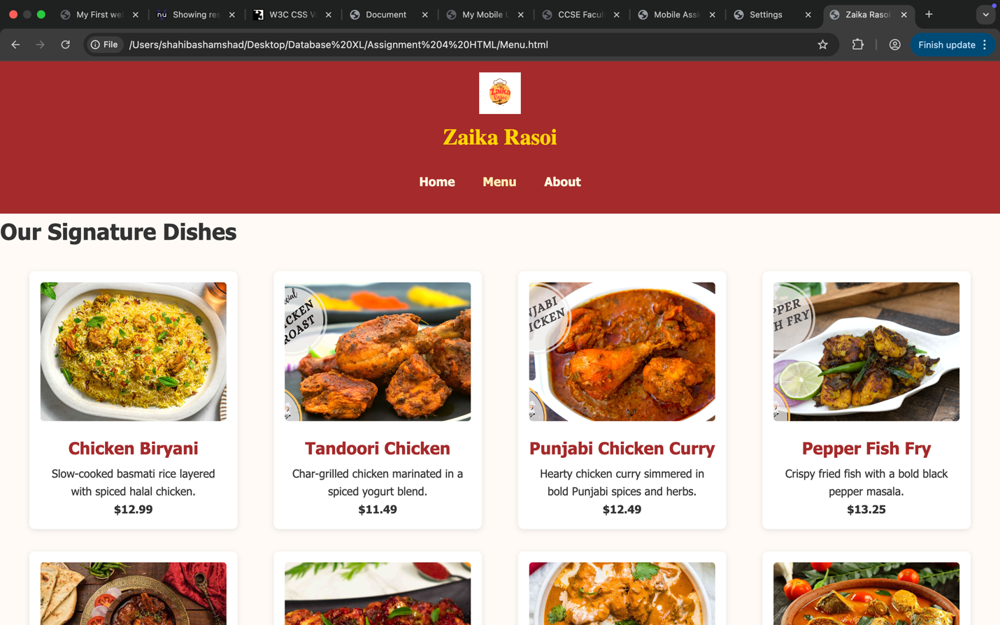 My First we
Showing res
W3C CSS V
Document
My Mobile U
CCSE Facul
Mobile Assi
Settings
Zaika Rasoi
File
/Users/shahibashamshad/Desktop/Database%20XL/Assignment%204%20HTML/Menu.html
Finish update
Zaika
Rasoi
Zaika Rasoi
Home Menu About
Our Signature Dishes
CKEN
ROAST
NJABI
ICKEN
PPER
H FRY
Chicken Biryani
Slow-cooked basmati rice layered
with spiced halal chicken.
$12.99
Tandoori Chicken
Char-grilled chicken marinated in a
spiced yogurt blend.
$11.49
Punjabi Chicken Curry
Hearty chicken curry simmered in
bold Punjabi spices and herbs.
$12.49
Pepper Fish Fry
Crispy fried fish with a bold black
pepper masala.
$13.25